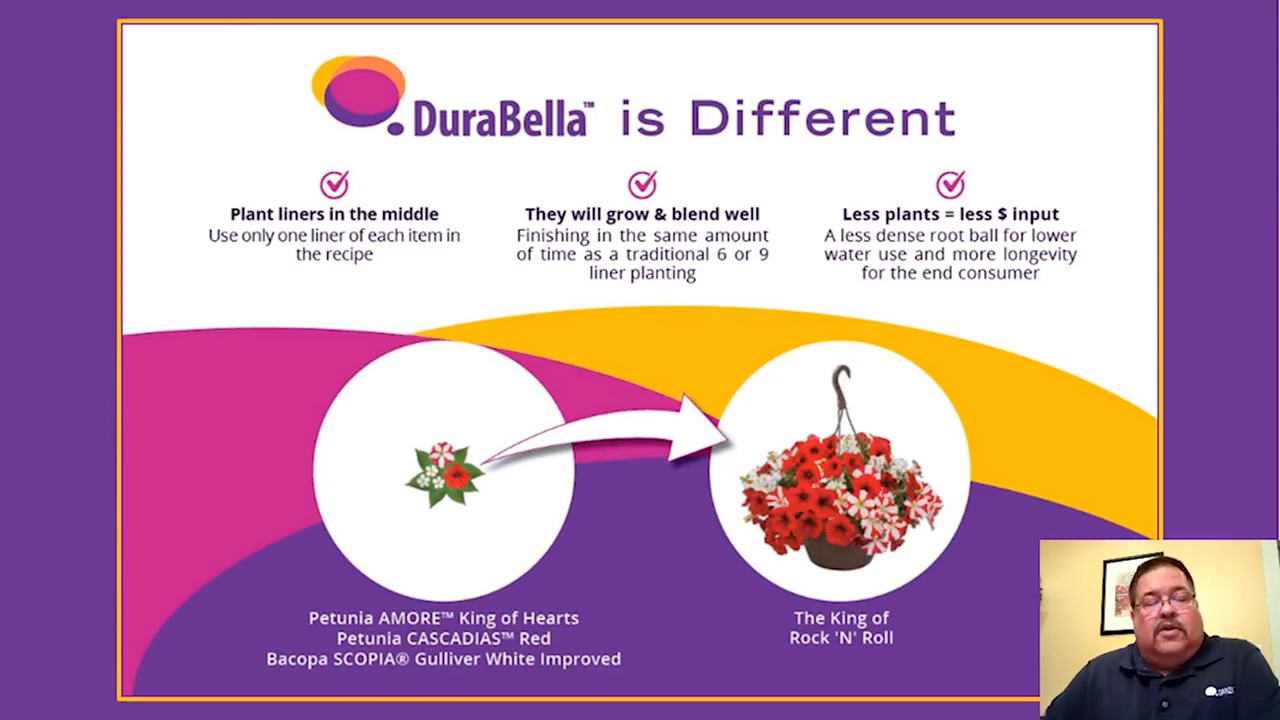 DuraBella™ is Different
Plant liners in the middle
Use only one liner of each item in
the recipe
They will grow & blend well
Finishing in the same amount
of time as a traditional 6 or 9
liner planting
Less plants = less $ input
A less dense root ball for lower
water use and more longevity
for the end consumer
Petunia AMORE™ King of Hearts
Petunia CASCADIAS™ Red
Bacopa SCOPIA® Gulliver White Improved
The King of
Rock 'N' Roll